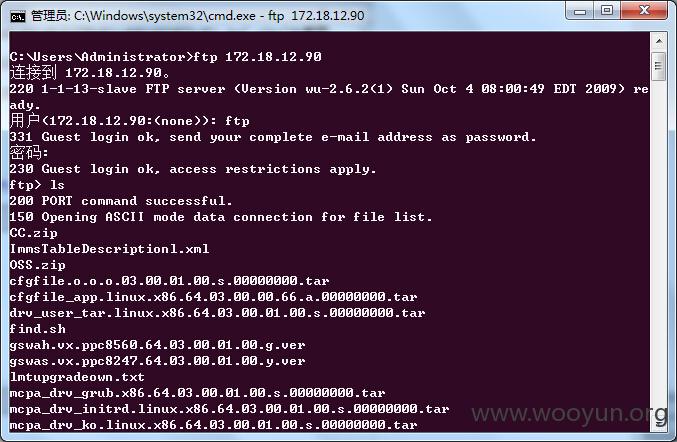 管理员: C:\Windows\system32\cmd.exe - ftp  172.18.12.90
C:\Users\Administrator>ftp 172.18.12.90
连接到 172.18.12.90。
220 1-1-13-slave FTP server (Version wu-2.6.2(1) Sun Oct 4 08:00:49 EDT 2009) re
ady.
用户(172.18.12.90:(none)): ftp
331 Guest login ok, send your complete e-mail address as password.
密码:
230 Guest login ok, access restrictions apply.
ftp> ls
200 PORT command successful.
150 Opening ASCII mode data connection for file list.
CC.zip
ImmsTableDescription1.xml
OSS.zip
cfgfile.o.o.o.03.00.01.00.s.00000000.tar
cfgfile_app.linux.x86.64.03.00.00.66.a.00000000.tar
drv_user_tar.linux.x86.64.03.00.01.00.s.00000000.tar
find.sh
gswah.vx.ppc8560.64.03.00.01.00.g.ver
gswas.vx.ppc8247.64.03.00.01.00.y.ver
lmtupgradeown.txt
mcpa_drv_grub.x86.64.03.00.01.00.s.00000000.tar
mcpa_drv_initrd.linux.x86.64.03.00.01.00.s.00000000.tar
mcpa_drv_ko.linux.x86.64.03.00.01.00.s.00000000.tar
www.wooyun.org